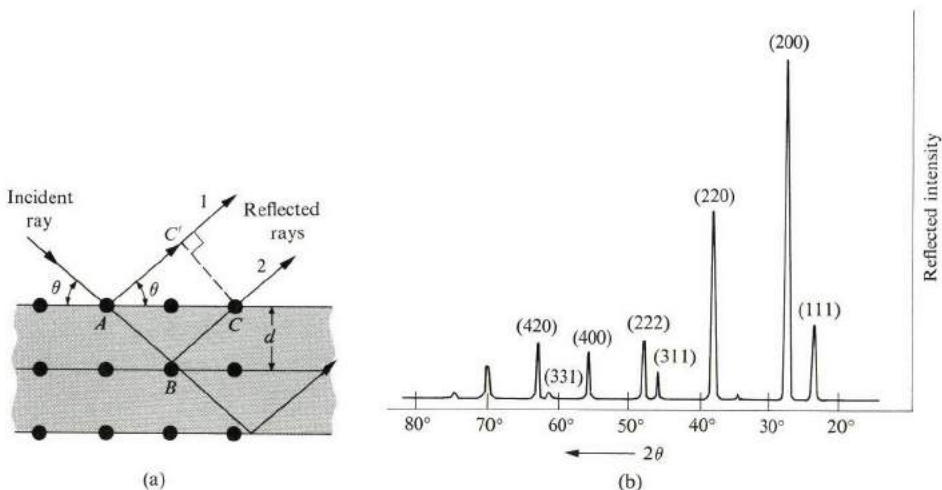 Incident
ray
1
Reflected
rays
C'
2
θ
θ
A
C
d
B
(a)
(200)
(220)
(111)
(420)
(400)
(222)
(331)
(311)
80° 70° 60° 50° 40° 30° 20°
2θ
(b)
Reflected intensity